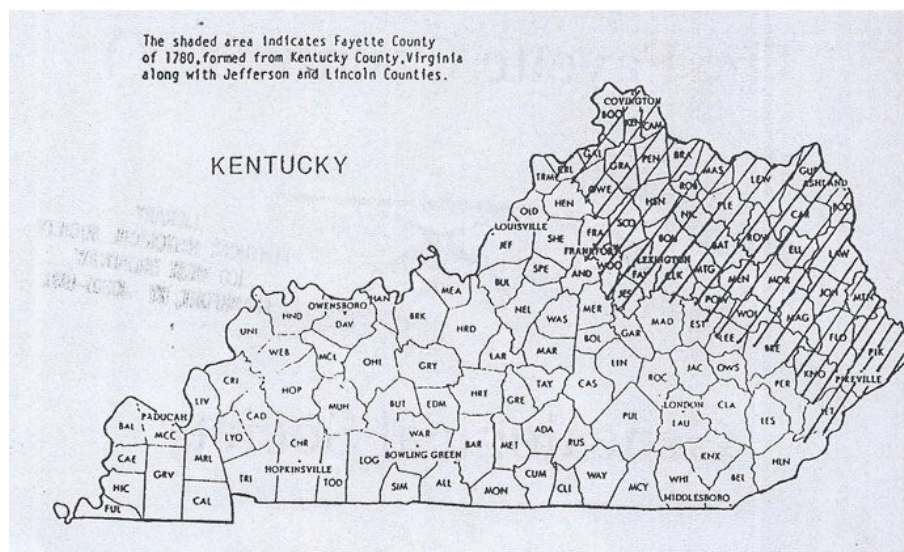 The shaded area indicates Fayette County
of 1780,formed from Kentucky County,Virginia
along with Jefferson and Lincoln Counties.
KENTUCKY
COVINGTON
BOO KEN CAM
GAL GRA PEN BRA
TRM CRL OWE ROB MAS LEW GUP
ASHLAND
OLD HEN HSN NIC FLE CAR BOD
LOUISVILLE SCO
JEF SHE FRA BOU BAT ROW ELL LAW
FRANKFORT LEXINGTON
SPE AND WOO FAY CLK MTG MEN MOR JOH MTN
BUL JES POW WOL MAG
MEA NEL WAS MER GAR MAD EST LEE BRE FLO PIK
HAN BRK HRD BOL KNO PIKEVILLE
OWENSBORO
HND DAV MAR LIN JAC OWS PER
UNI WEB MCL OHI GRY LAR CAS ROC LET
CRI HOP HRT TAY LONDON CLA LES
LIV MUH BUT EDM GRE PUL LAU
PADUCAH CAD ADA
BAL MCC LYO CHR WAR BAR MET RUS KNX HLN
CAE GRV MRL HOPKINSVILLE LOG BOWLING GREEN CUM WAY WHI BEL
HIC CAL TRI TOD SIM ALL MON CLI MCY MIDDLESBORO
FUL